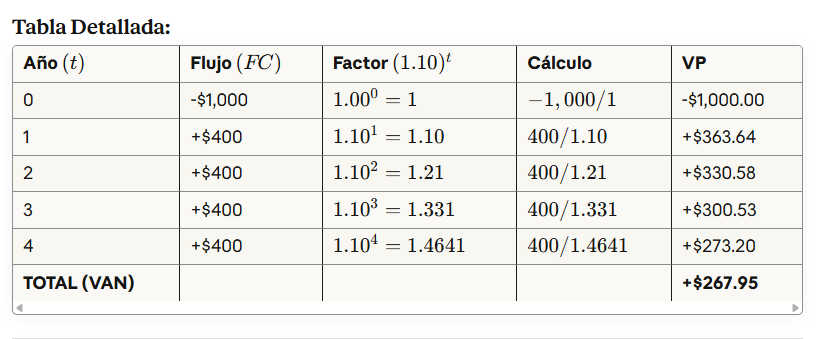 Tabla Detallada:
Año (t) Flujo (FC) Factor (1.10)^t Cálculo VP
0 -$1,000 1.00^0 = 1 −1,000/1 -$1,000.00
1 +$400 1.10^1 = 1.10 400/1.10 +$363.64
2 +$400 1.10^2 = 1.21 400/1.21 +$330.58
3 +$400 1.10^3 = 1.331 400/1.331 +$300.53
4 +$400 1.10^4 = 1.4641 400/1.4641 +$273.20
TOTAL (VAN) +$267.95